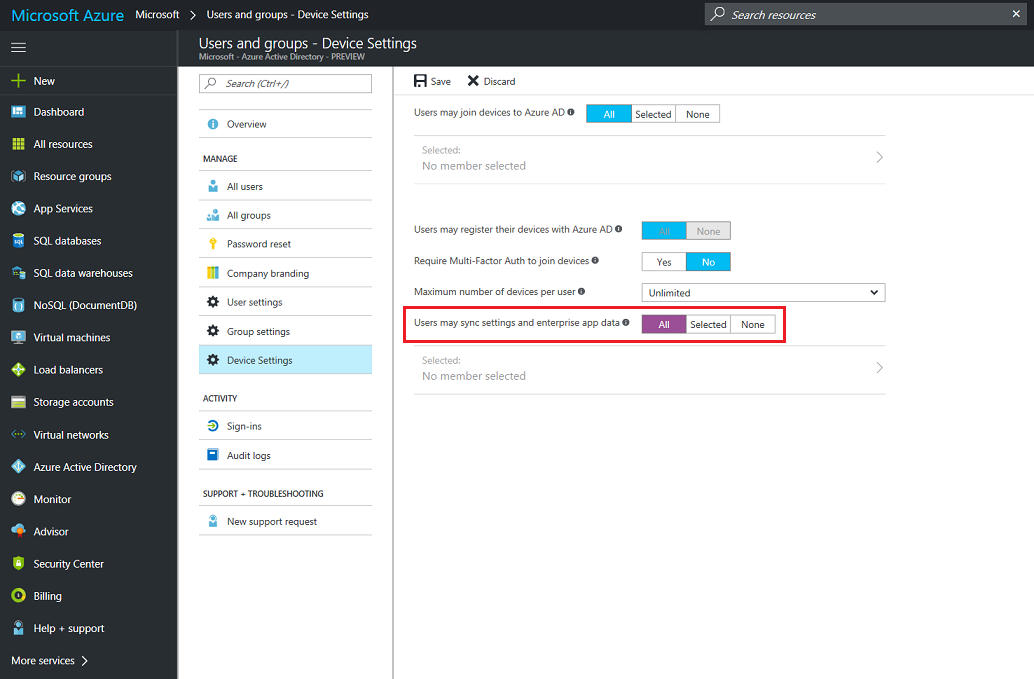 Microsoft Azure Microsoft > Users and groups - Device Settings
Search resources
Users and groups - Device Settings
Microsoft - Azure Active Directory - PREVIEW
New
Dashboard
All resources
Resource groups
App Services
SQL databases
SQL data warehouses
NoSQL (DocumentDB)
Virtual machines
Load balancers
Storage accounts
Virtual networks
Azure Active Directory
Monitor
Advisor
Security Center
Billing
Help + support
More services >
Search (Ctrl+/)
Overview
MANAGE
All users
All groups
Password reset
Company branding
User settings
Group settings
Device Settings
ACTIVITY
Sign-ins
Audit logs
SUPPORT + TROUBLESHOOTING
New support request
Save Discard
Users may join devices to Azure AD All Selected None
Selected:
No member selected
Users may register their devices with Azure AD All None
Require Multi-Factor Auth to join devices Yes No
Maximum number of devices per user Unlimited
Users may sync settings and enterprise app data All Selected None
Selected:
No member selected